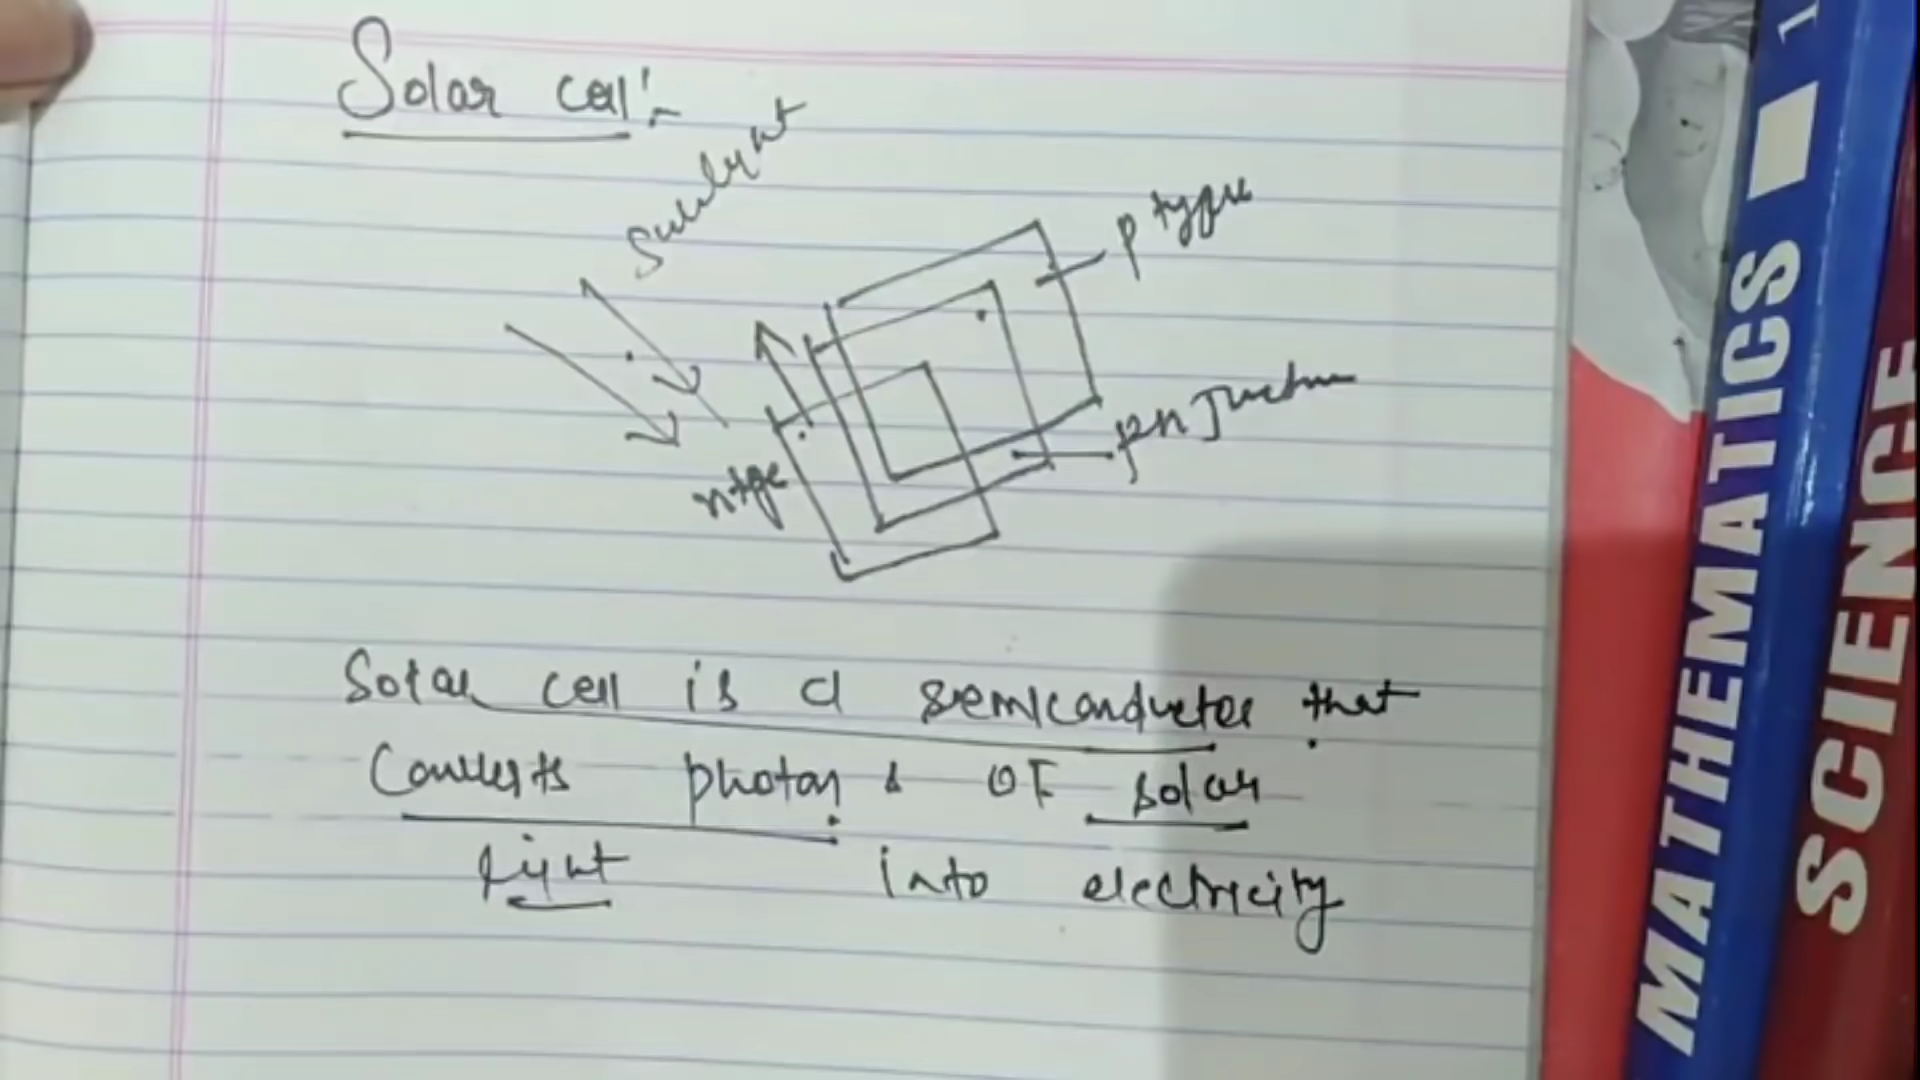 Solar cell:-
Sunlight
p type
pn Junction
n type
Solar cell is a semiconductor that
Converts photons OF solar
light into electricity
MATHEMATICS
SCIENCE